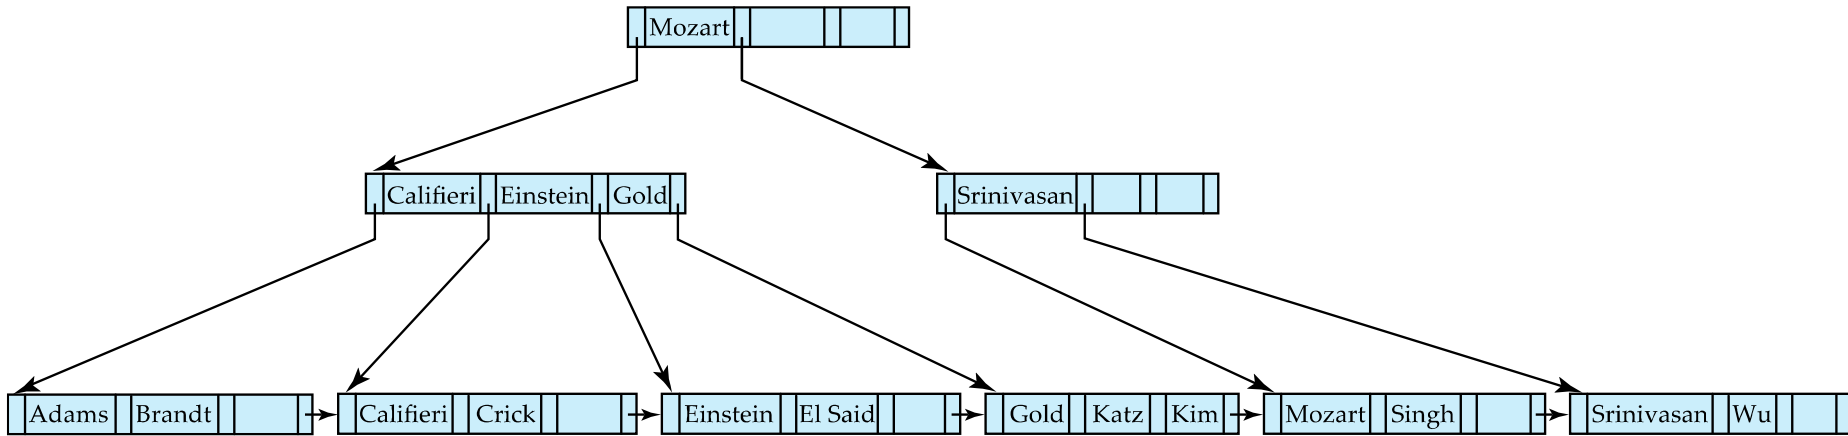 Mozart
Califieri Einstein Gold Srinivasan
Adams Brandt Califieri Crick Einstein El Said Gold Katz Kim Mozart Singh Srinivasan Wu